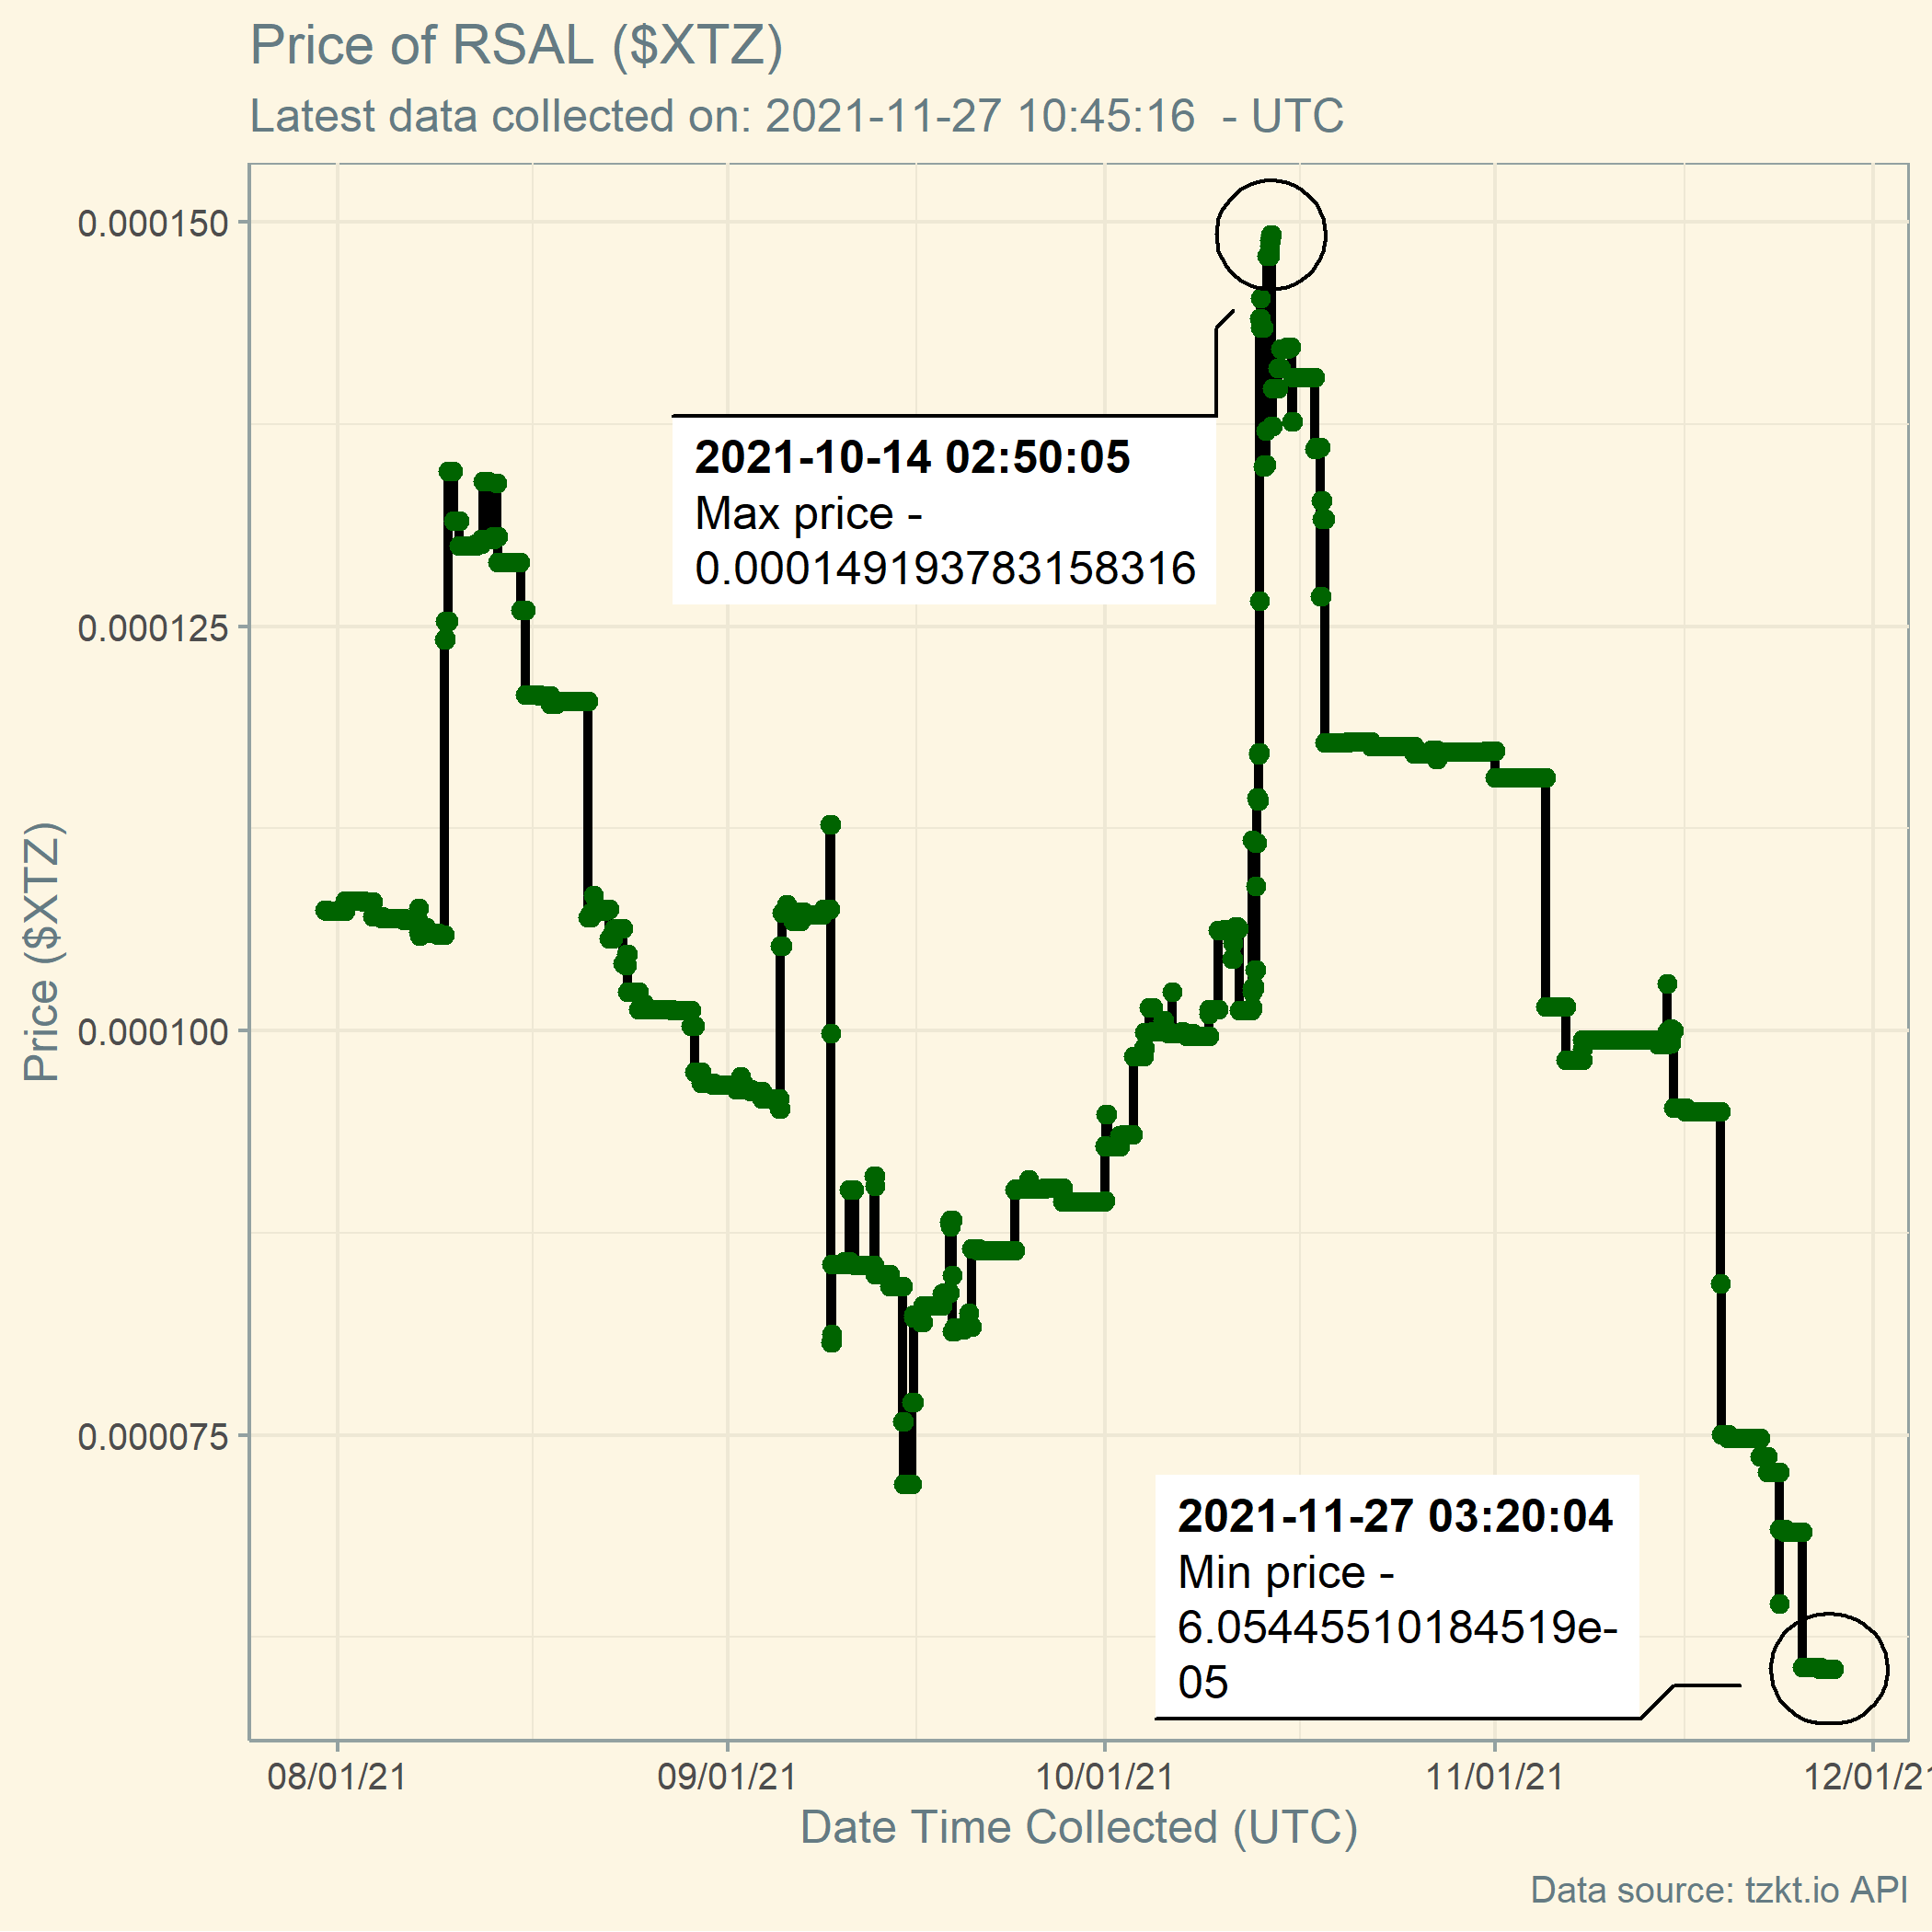 Price of RSAL ($XTZ)
Latest data collected on: 2021-11-27 10:45:16  - UTC
0.000150
0.000125
0.000100
0.000075
Price ($XTZ)
2021-10-14 02:50:05
Max price -
0.000149193783158316
2021-11-27 03:20:04
Min price -
6.05445510184519e-
05
08/01/21
09/01/21
10/01/21
11/01/21
12/01/21
Date Time Collected (UTC)
Data source: tzkt.io API